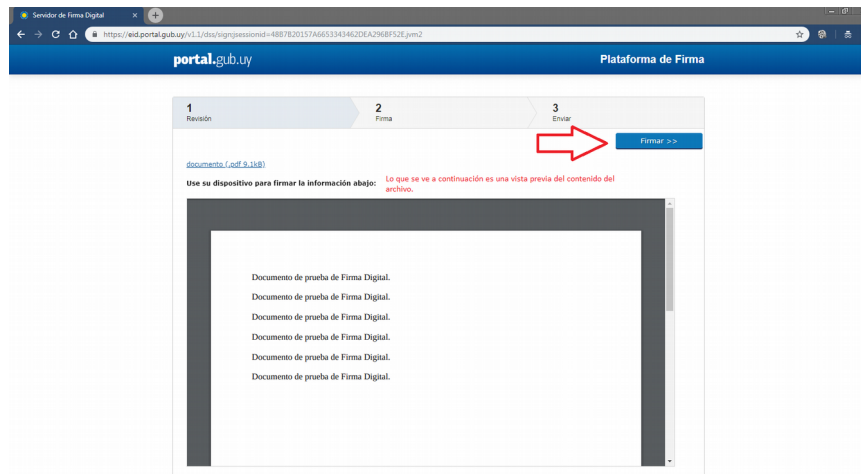 Servidor de Firma Digital
https://eid.portal.gub.uy/v1.1/dss/sign;jsessionid=4887B20157A6653343462DEA296BF52E.jvm2
portal.gub.uy
Plataforma de Firma
1
Revisión
2
Firma
3
Enviar
Firmar >>
documento (.pdf 9.1kB)
Use su dispositivo para firmar la información abajo:
Lo que se ve a continuación es una vista previa del contenido del
archivo.
Documento de prueba de Firma Digital.
Documento de prueba de Firma Digital.
Documento de prueba de Firma Digital.
Documento de prueba de Firma Digital.
Documento de prueba de Firma Digital.
Documento de prueba de Firma Digital.